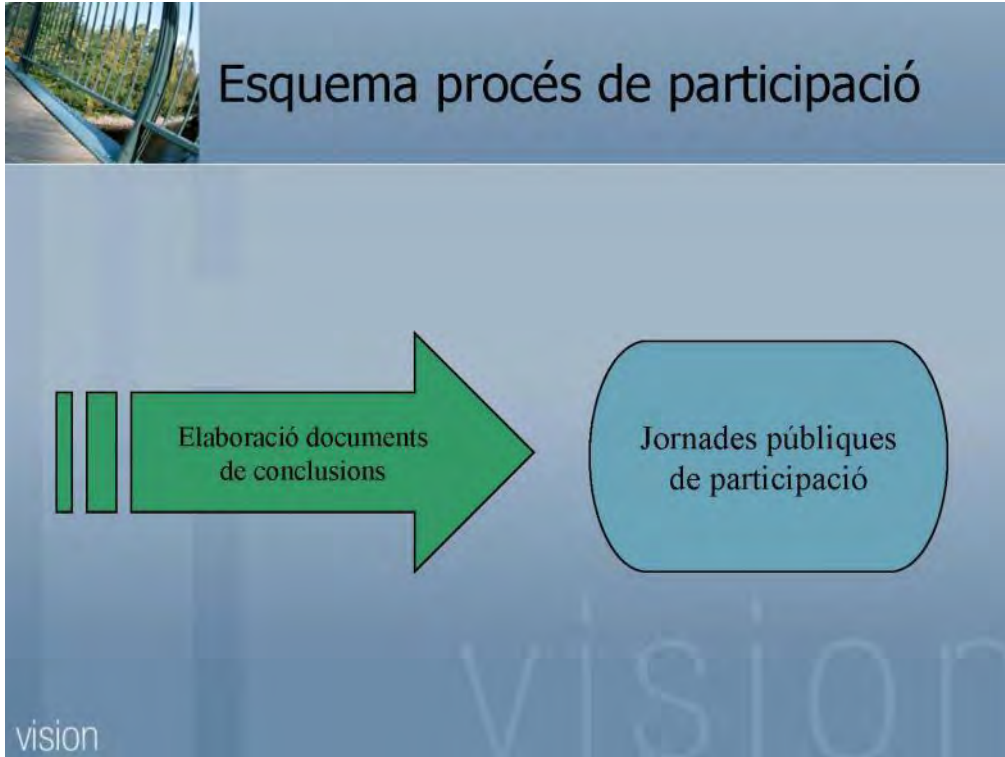 Esquema procés de participació
Elaboració documents
de conclusions
Jornades públiques
de participació
vision
vision